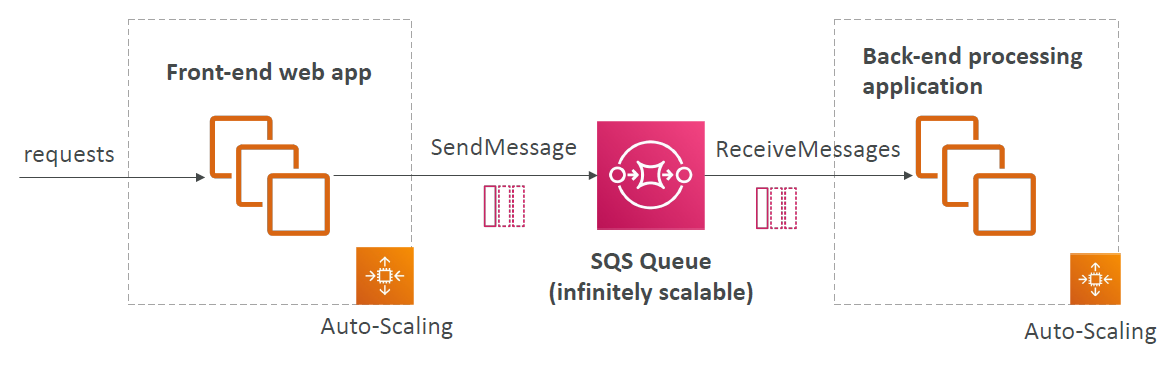 Front-end web app
requests
Auto-Scaling
SendMessage
SQS Queue
(infinitely scalable)
ReceiveMessages
Back-end processing
application
Auto-Scaling